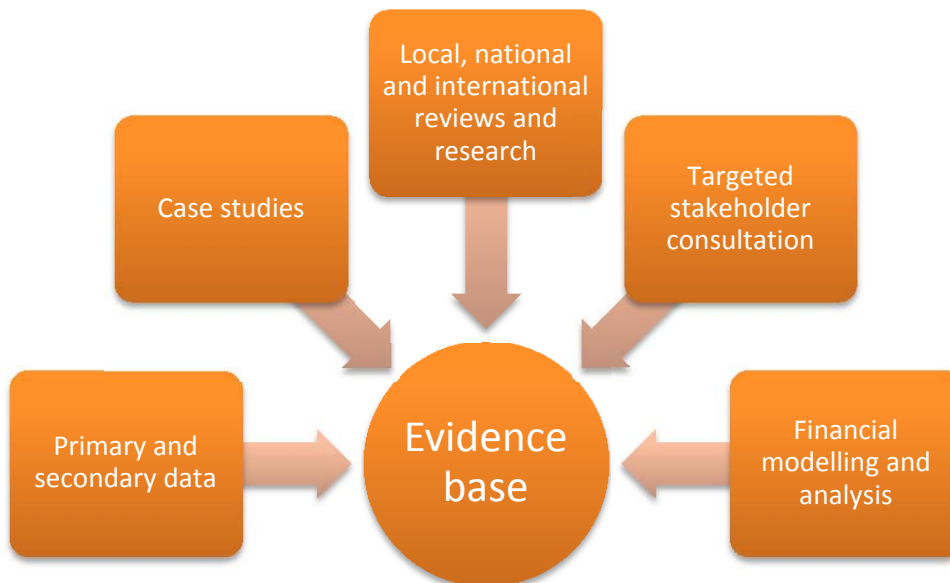 Local, national
and international
reviews and
research
Case studies
Targeted
stakeholder
consultation
Primary and
secondary data
Evidence
base
Financial
modelling and
analysis